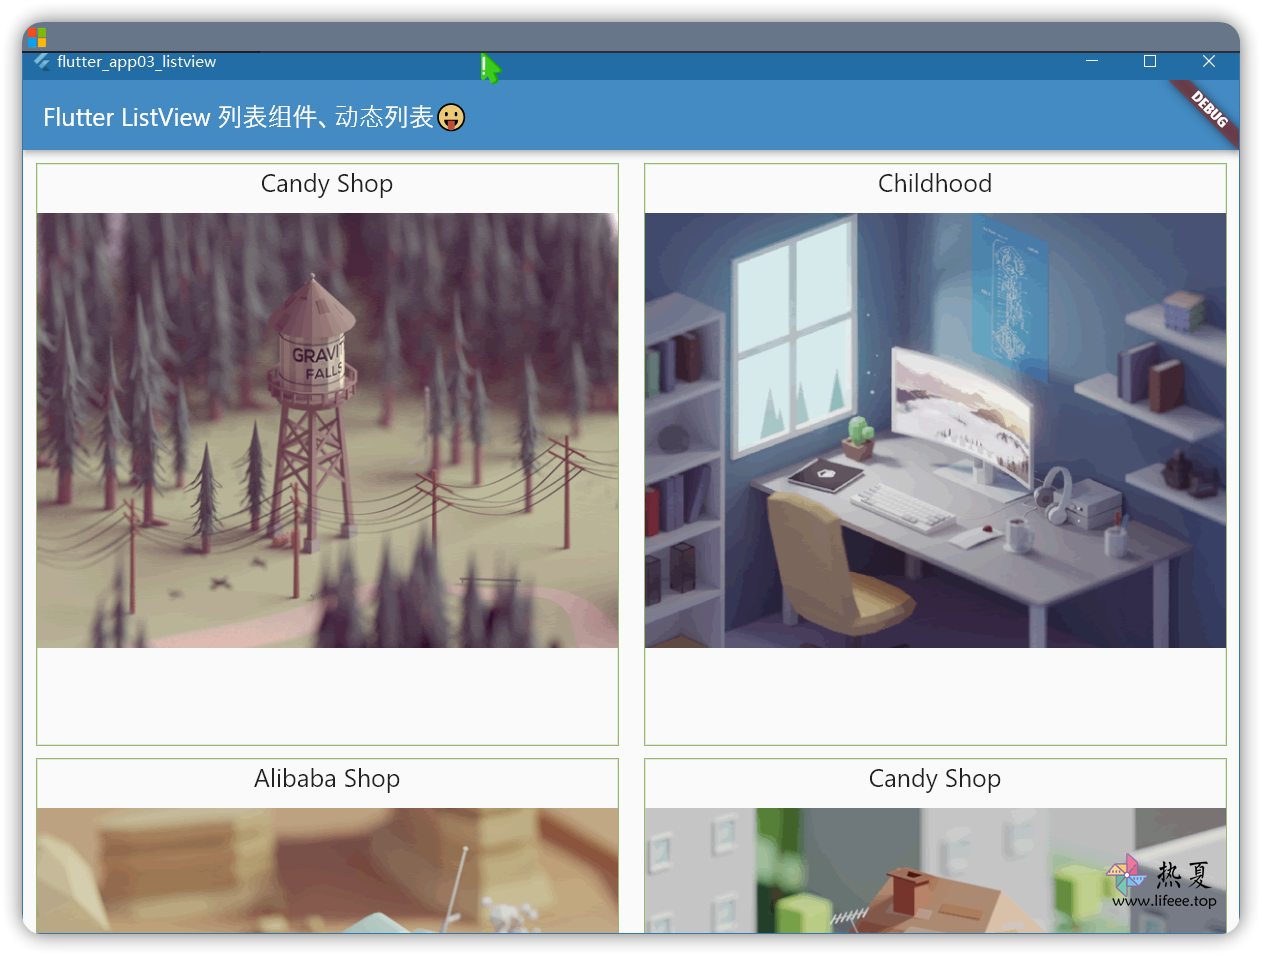 flutter_app03_listview
Flutter ListView 列表组件、动态列表😛
DEBUG
Candy Shop
Childhood
GRAVI
FALLS
Alibaba Shop
Candy Shop
热夏
www.lifeee.top